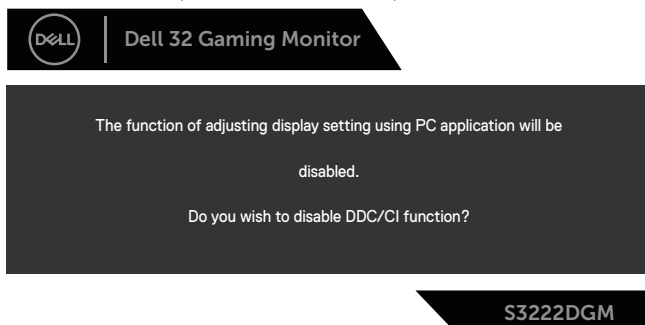 DELL
Dell 32 Gaming Monitor
The function of adjusting display setting using PC application will be
disabled.
Do you wish to disable DDC/CI function?
S3222DGM